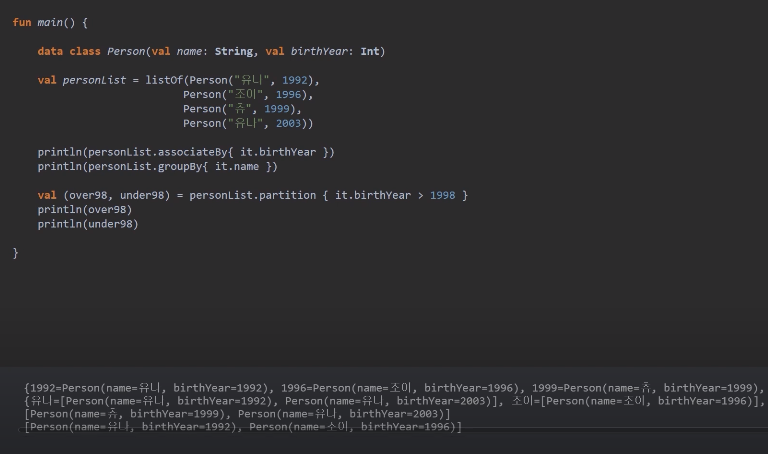 fun main() {
data class Person(val name: String, val birthYear: Int)
val personList = listOf(Person("유나", 1992),
Person("조이", 1996),
Person("츄", 1999),
Person("유나", 2003))
println(personList.associateBy{ it.birthYear })
println(personList.groupBy{ it.name })
val (over98, under98) = personList.partition { it.birthYear > 1998 }
println(over98)
println(under98)
}
{1992=Person(name=유나, birthYear=1992), 1996=Person(name=조이, birthYear=1996), 1999=Person(name=츄, birthYear=1999),
{유나=[Person(name=유나, birthYear=1992), Person(name=유나, birthYear=2003)], 조이=[Person(name=조이, birthYear=1996)],
[Person(name=츄, birthYear=1999), Person(name=유나, birthYear=2003)]
[Person(name=유나, birthYear=1992), Person(name=조이, birthYear=1996)]